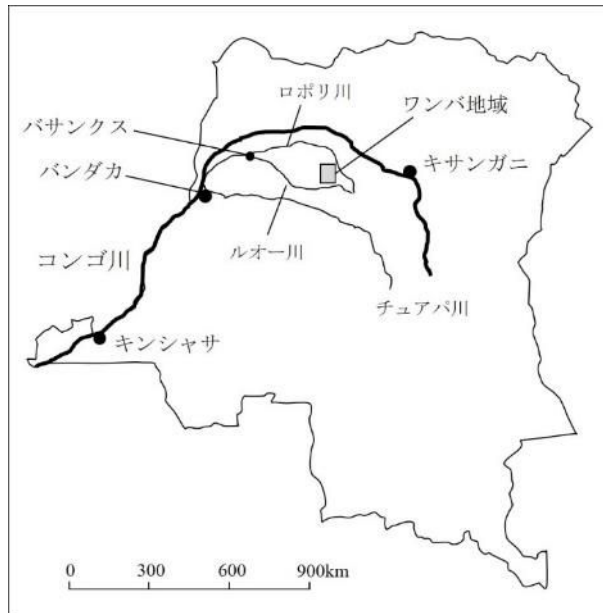 ロポリ川
ワンバ地域
バサンクス
バンダカ
キサンガニ
ルオー川
コンゴ川
チュアパ川
キンシャサ
0 300 600 900km